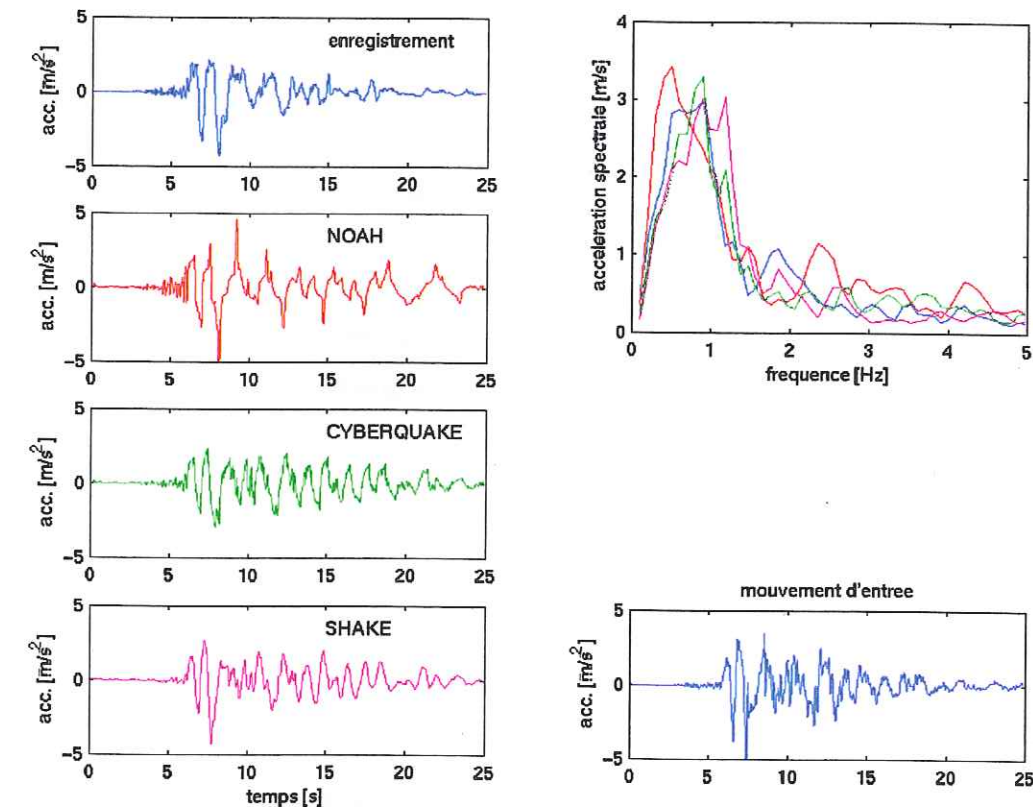 enregistrement
acc. [m/s²]
5
0
−5
0 5 10 15 20 25
NOAH
acc. [m/s²]
5
0
−5
0 5 10 15 20 25
CYBERQUAKE
acc. [m/s²]
5
0
−5
0 5 10 15 20 25
SHAKE
acc. [m/s²]
5
0
−5
0 5 10 15 20 25
temps [s]
acceleration spectrale [m/s]
4
3
2
1
0
0 1 2 3 4 5
frequence [Hz]
mouvement d'entree
acc. [m/s²]
5
0
−5
0 5 10 15 20 25